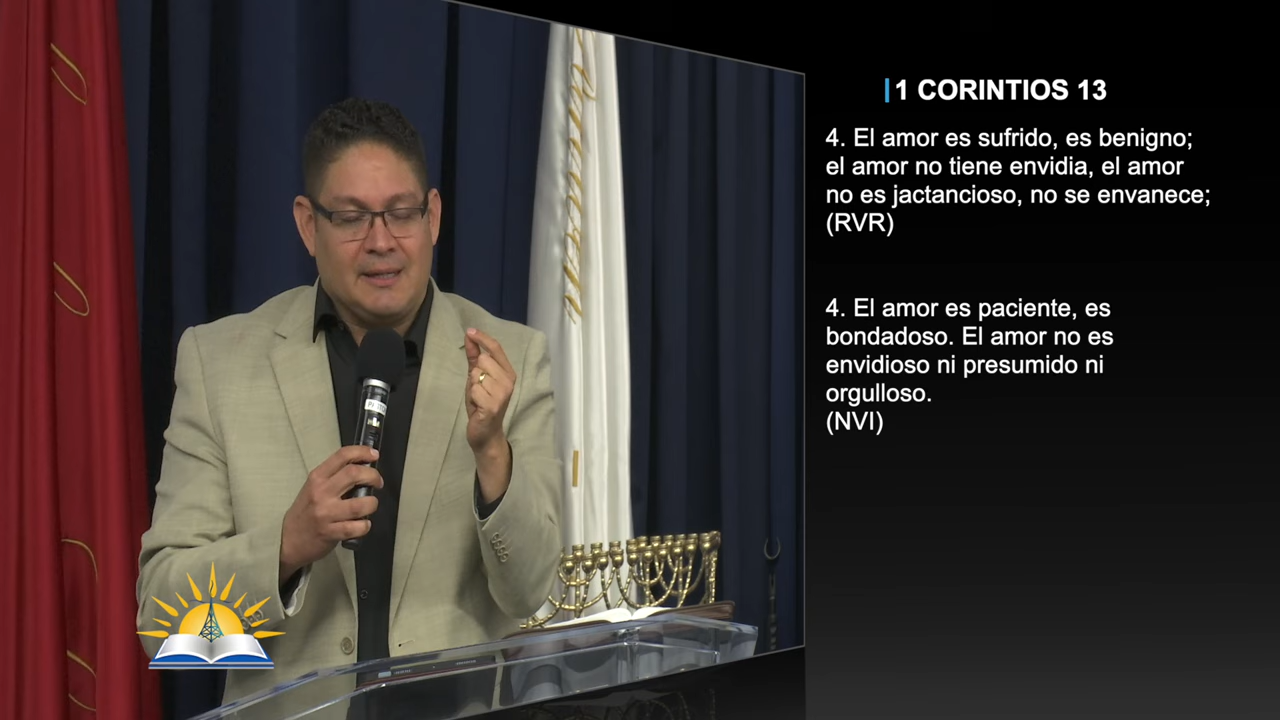 1 CORINTIOS 13
4. El amor es sufrido, es benigno;
el amor no tiene envidia, el amor
no es jactancioso, no se envanece;
(RVR)
4. El amor es paciente, es
bondadoso. El amor no es
envidioso ni presumido ni
orgulloso.
(NVI)